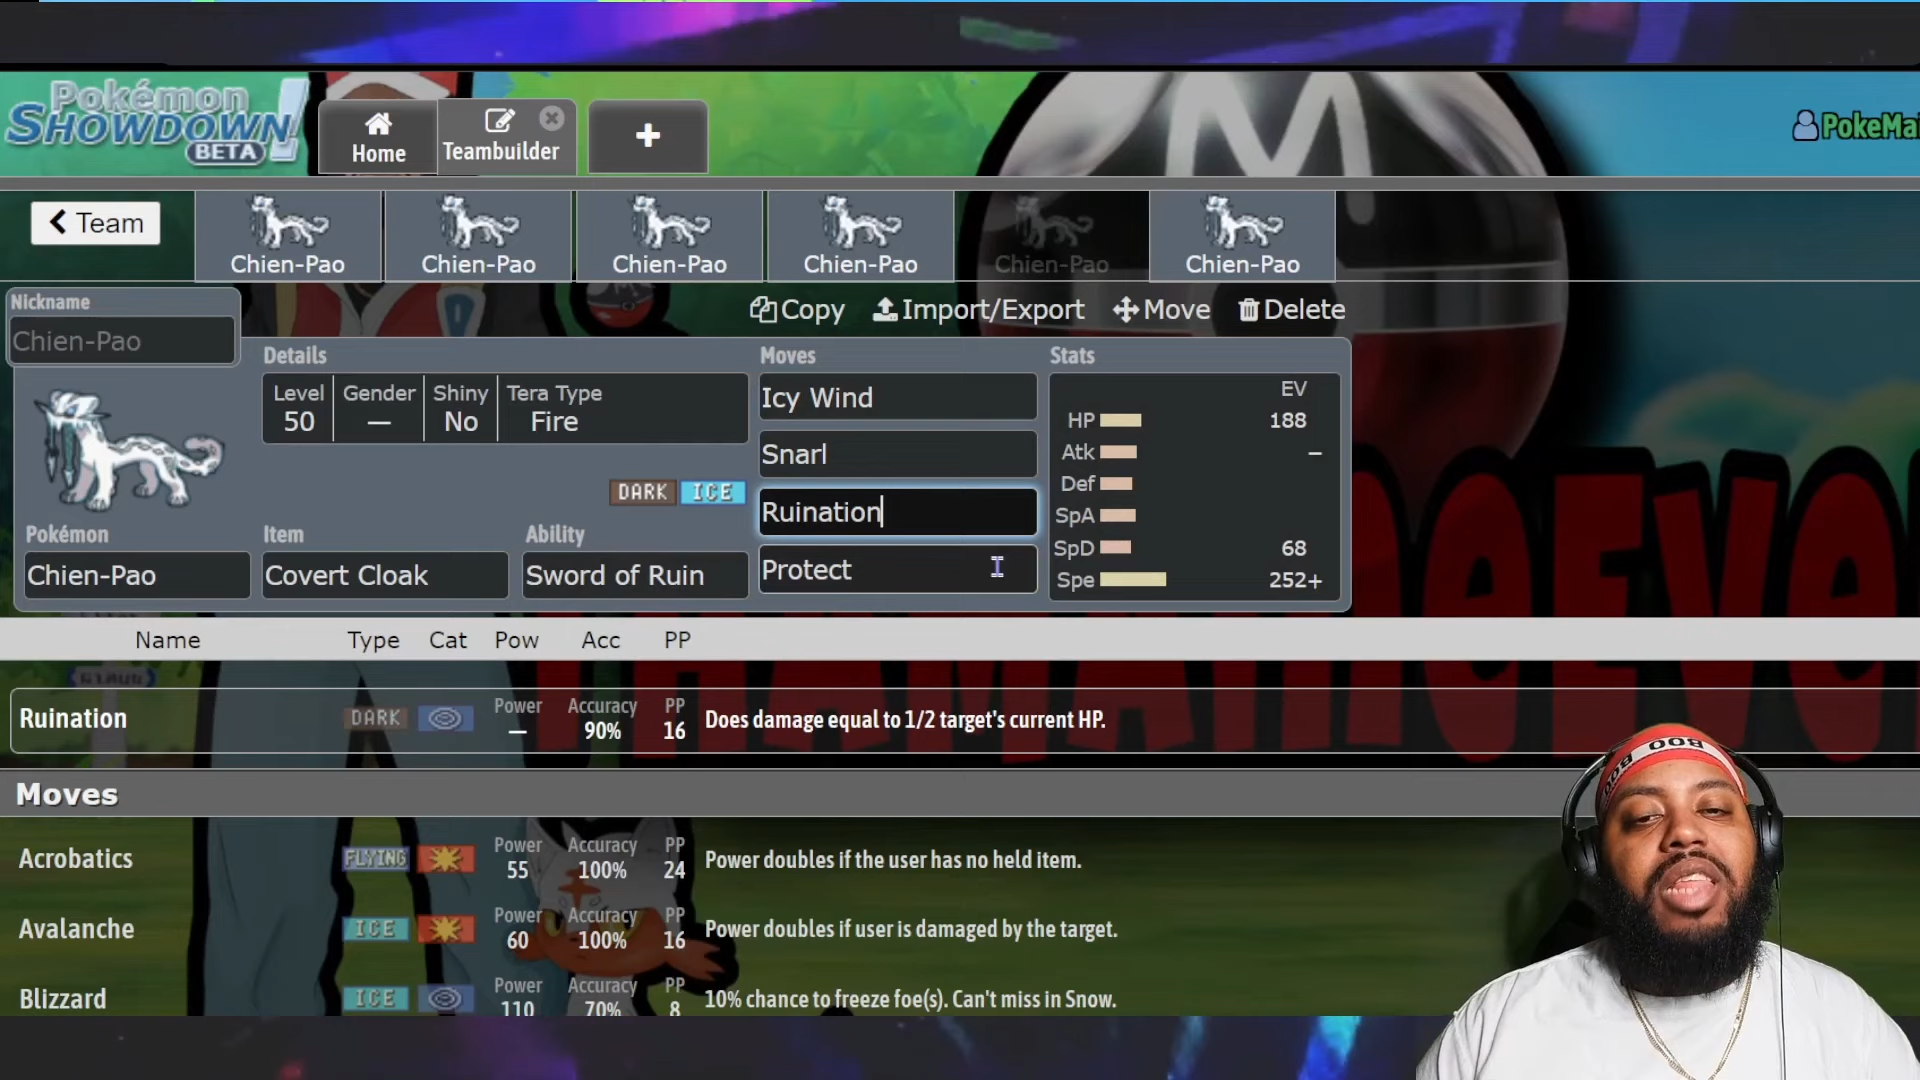 Pokémon
SHOWDOWN!
BETA
Home
Teambuilder
+
PokeMa
Team
Chien-Pao
Chien-Pao
Chien-Pao
Chien-Pao
Chien-Pao
Chien-Pao
Nickname
Chien-Pao
Copy
Import/Export
Move
Delete
Details
Moves
Stats
Level
50
Gender
—
Shiny
No
Tera Type
Fire
DARK
ICE
Pokémon
Chien-Pao
Item
Covert Cloak
Ability
Sword of Ruin
Icy Wind
Snarl
Ruination
Protect
EV
HP 188
Atk –
Def
SpA
SpD 68
Spe 252+
Name Type Cat Pow Acc PP
Ruination DARK Power — Accuracy 90% PP 16 Does damage equal to 1/2 target's current HP.
Moves
Acrobatics FLYING Power 55 Accuracy 100% PP 24 Power doubles if the user has no held item.
Avalanche ICE Power 60 Accuracy 100% PP 16 Power doubles if user is damaged by the target.
Blizzard ICE Power 110 Accuracy 70% PP 8 10% chance to freeze foe(s). Can't miss in Snow.
BOO
BOO